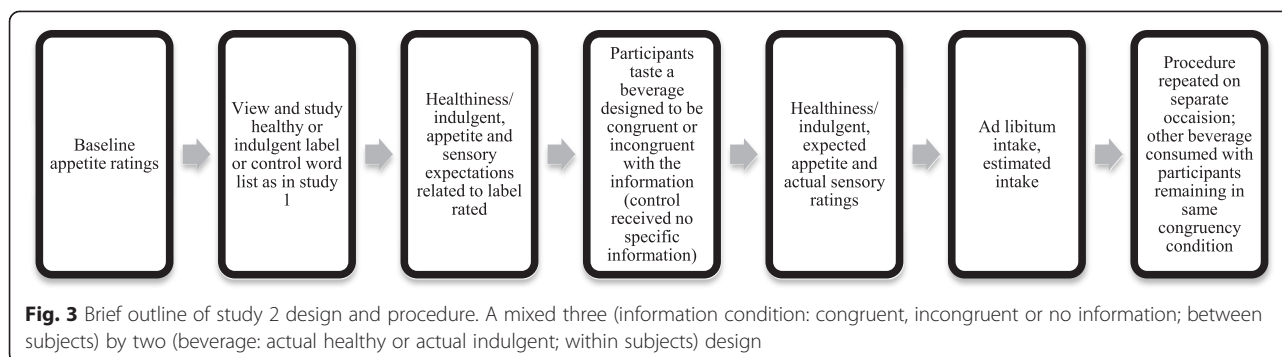 Baseline
appetite ratings
View and study
healthy or
indulgent label
or control word
list as in study
1
Healthiness/
indulgent,
appetite and
sensory
expectations
related to label
rated
Participants
taste a
beverage
designed to be
congruent or
incongruent
with the
information
(control
received no
specific
information)
Healthiness/
indulgent,
expected
appetite and
actual sensory
ratings
Ad libitum
intake,
estimated
intake
Procedure
repeated on
separate
occaision;
other beverage
consumed with
participants
remaining in
same
congruency
condition
Fig. 3 Brief outline of study 2 design and procedure. A mixed three (information condition: congruent, incongruent or no information; between
subjects) by two (beverage: actual healthy or actual indulgent; within subjects) design